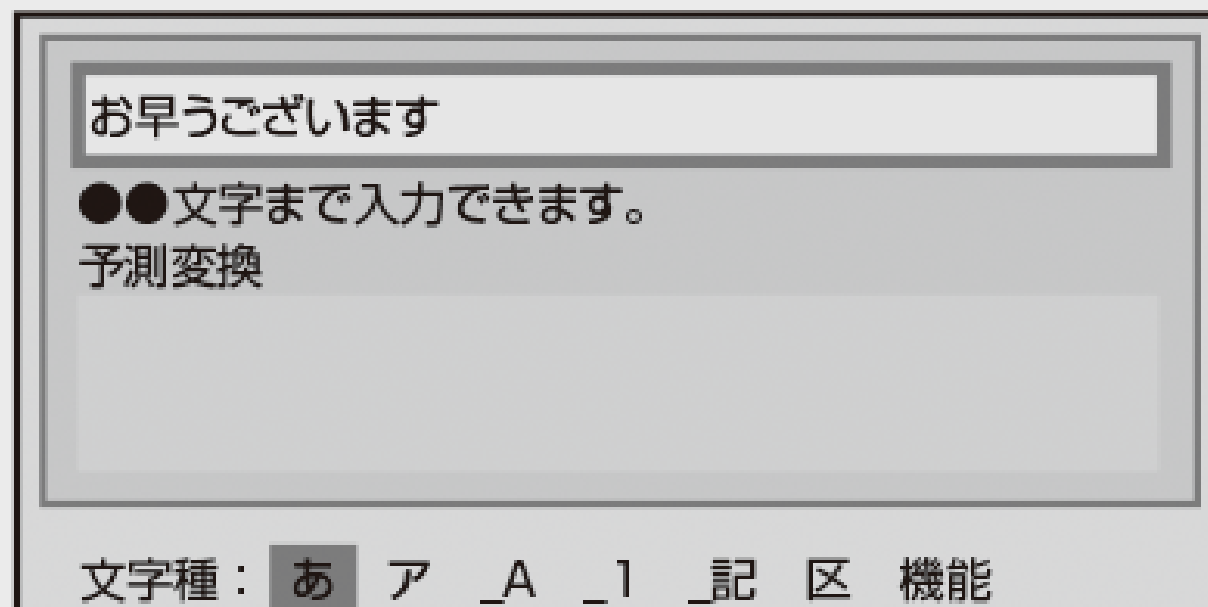 お早うございます
●●文字まで入力できます。
予測変換
文字種： あ ア _A _1 _記 区 機能